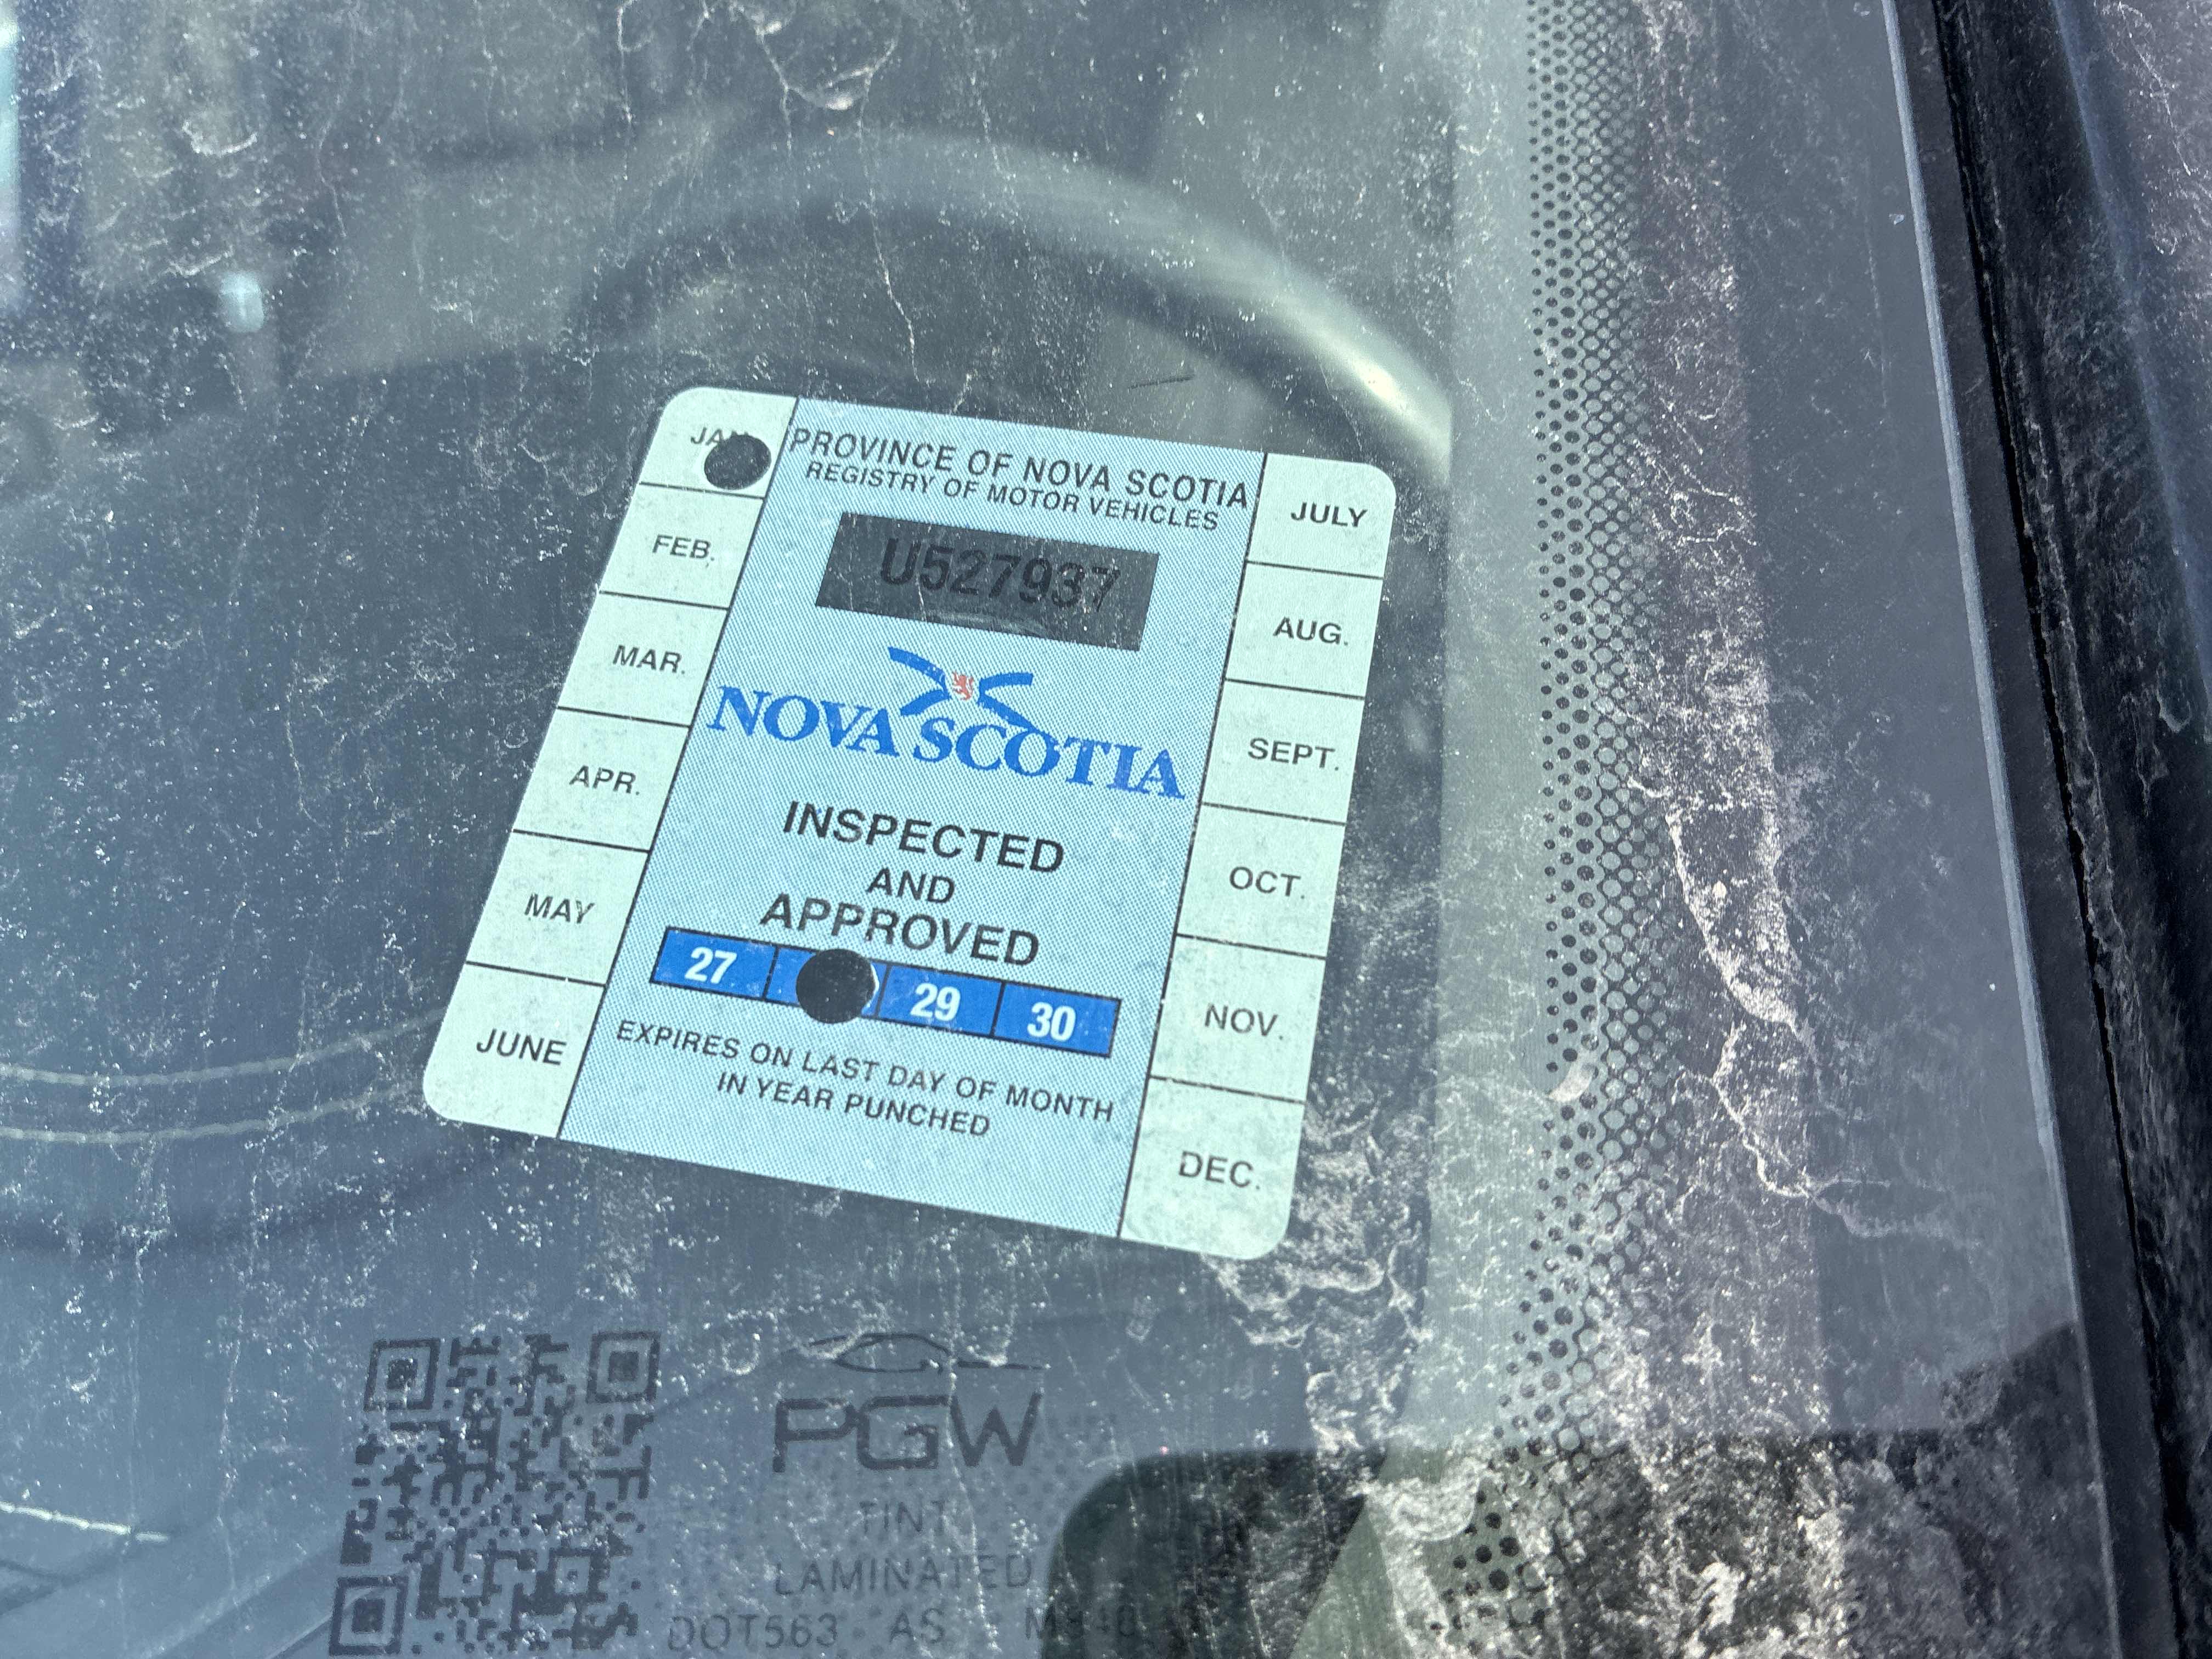 PROVINCE OF NOVA SCOTIA
REGISTRY OF MOTOR VEHICLES
U527937
NOVA SCOTIA
INSPECTED
AND
APPROVED
27 29 30
EXPIRES ON LAST DAY OF MONTH
IN YEAR PUNCHED
JAN.
FEB.
MAR.
APR.
MAY
JUNE
JULY
AUG.
SEPT.
OCT.
NOV.
DEC.
PGW
TINT
LAMINATED
DOT563 AS